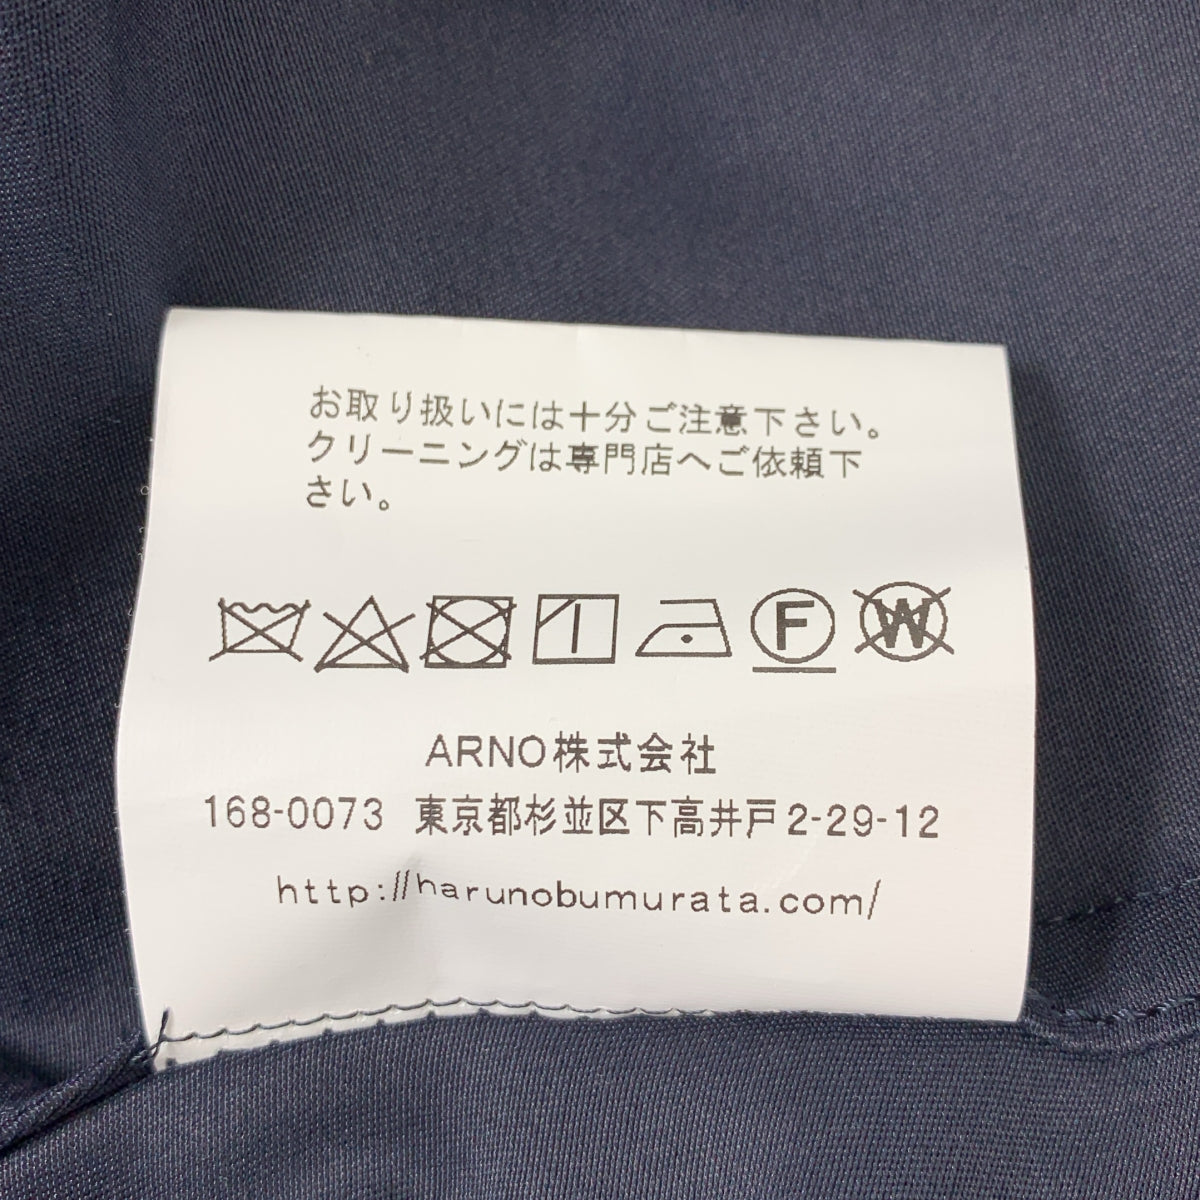 お取り扱いには十分ご注意下さい。
クリーニングは専門店へご依頼下
さい。
F W
ARNO株式会社
168-0073 東京都杉並区下高井戸2-29-12
http://harunobumurata.com/